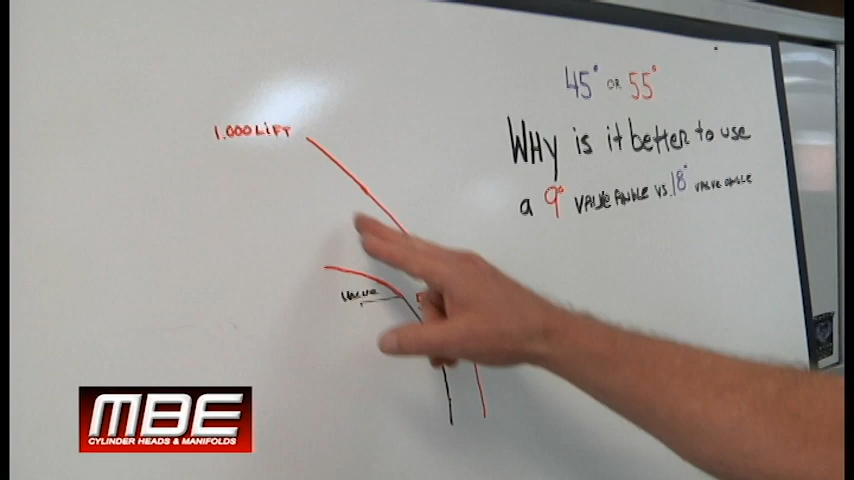 45° OR 55°
WHY is it better to use
a 9° VALVE ANGLE VS. 18° VALVE ANGLE
1.000 LIFT
VALVE
MBE
CYLINDER HEADS & MANIFOLDS